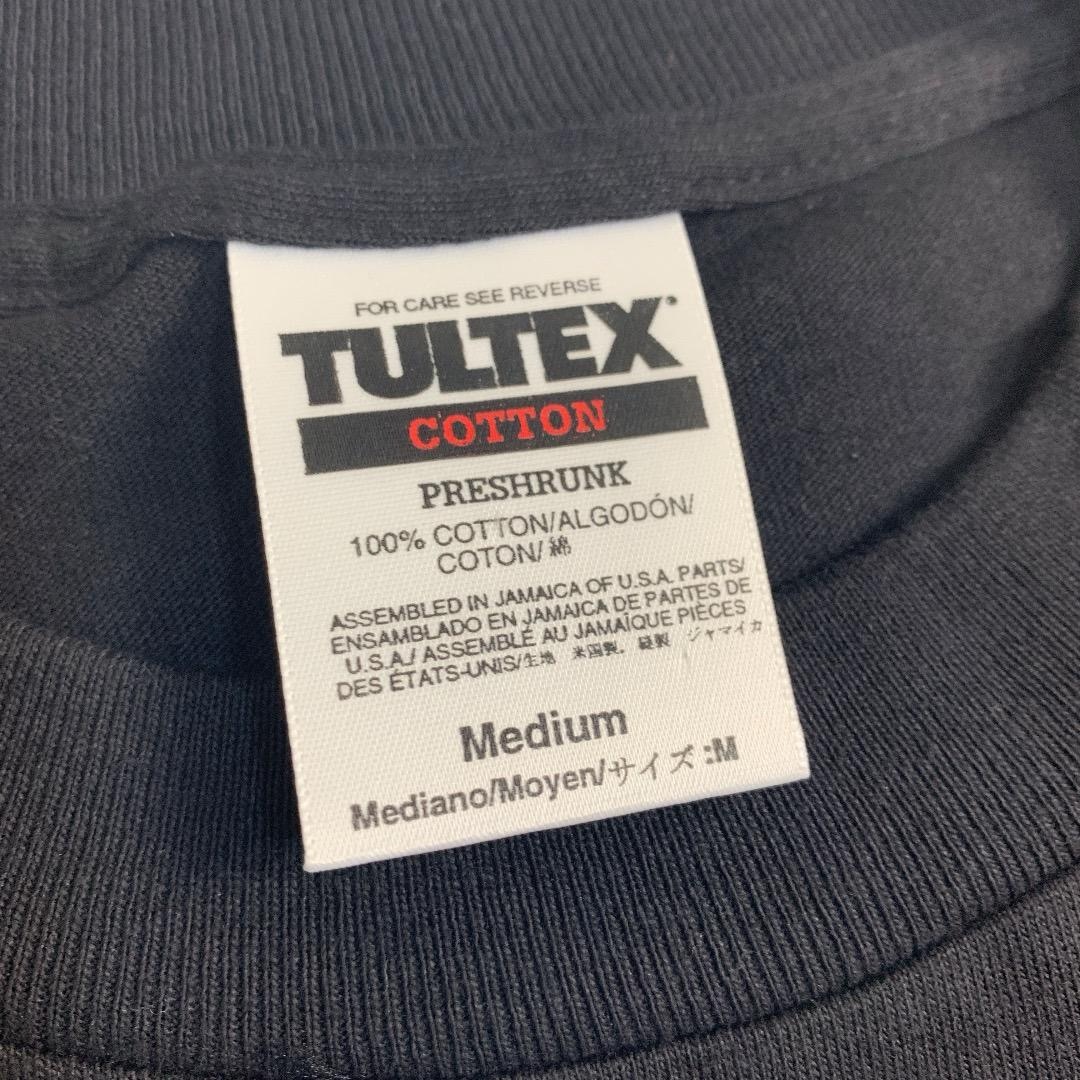 FOR CARE SEE REVERSE
TULTEX®
COTTON
PRESHRUNK
100% COTTON/ALGODÓN/
COTON/綿
ASSEMBLED IN JAMAICA OF U.S.A. PARTS/
ENSAMBLADO EN JAMAICA DE PARTES DE
U.S.A./ ASSEMBLÉ AU JAMAÏQUE PIÈCES
DES ÉTATS-UNIS/生地 米国製. 縫製 ジャマイカ
Medium
Mediano/Moyen/サイズ:M